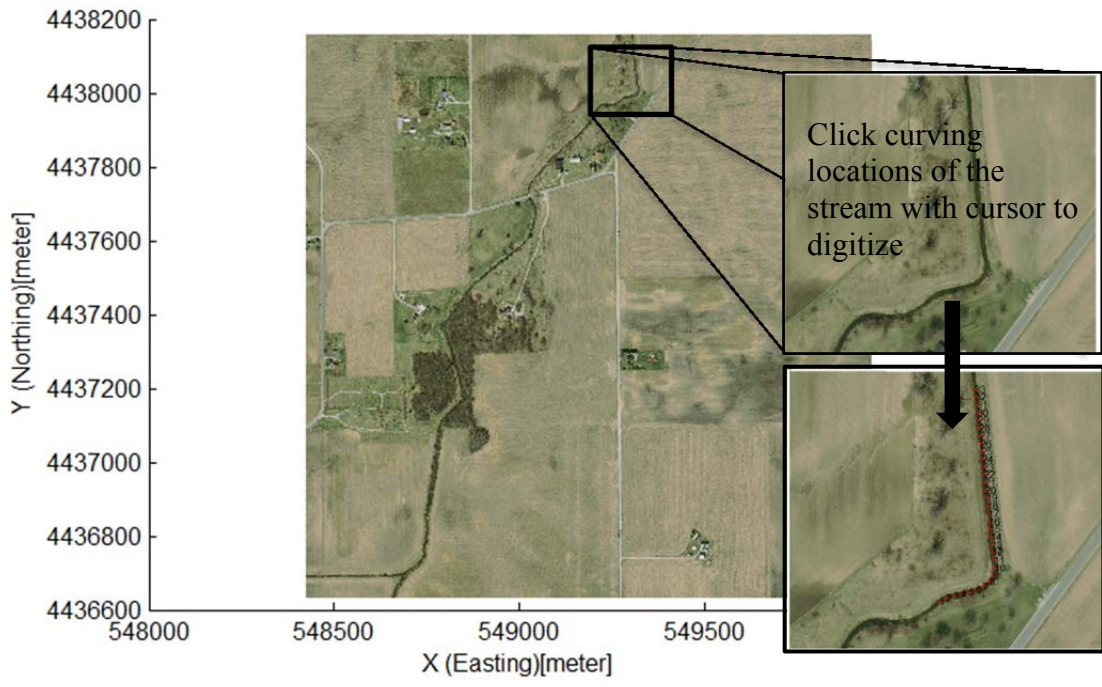 4438200
4438000
4437800
4437600
4437400
4437200
4437000
4436800
4436600
Y (Northing)[meter]
548000
548500
549000
549500
X (Easting)[meter]
Click curving
locations of the
stream with cursor to
digitize